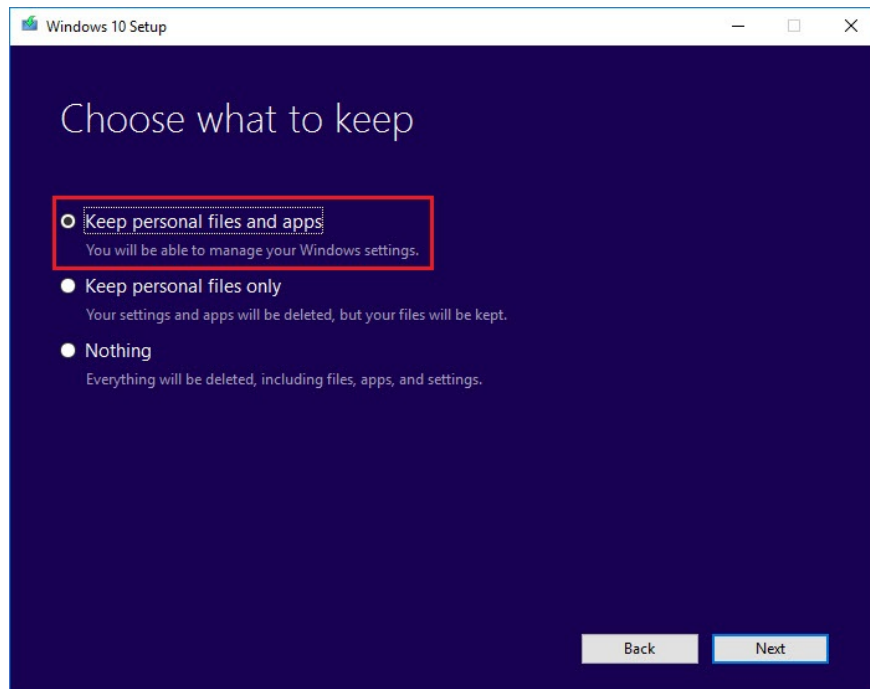 Windows 10 Setup
Choose what to keep
Keep personal files and apps
You will be able to manage your Windows settings.
Keep personal files only
Your settings and apps will be deleted, but your files will be kept.
Nothing
Everything will be deleted, including files, apps, and settings.
Back Next